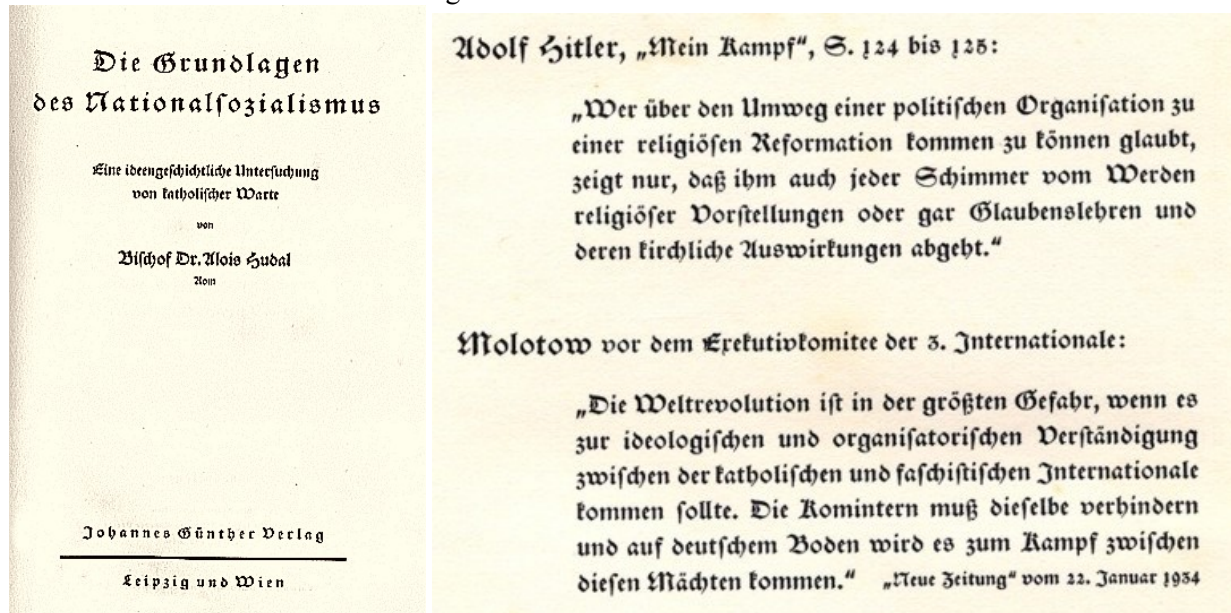 Die Grundlagen
des Nationalſozialismus
Eine ideengeſchichtliche Unterſuchung
von katholiſcher Warte
von
Biſchof Dr. Alois Hudal
Rom
Johannes Günther Verlag
Leipzig und Wien
Adolf Hitler, „Mein Kampf“, S. 124 bis 125:
„Wer über den Umweg einer politiſchen Organiſation zu
einer religiöſen Reformation kommen zu können glaubt,
zeigt nur, daß ihm auch jeder Schimmer vom Werden
religiöſer Vorſtellungen oder gar Glaubenslehren und
deren kirchliche Auswirkungen abgeht.“
Molotow vor dem Exekutivkomitee der 3. Internationale:
„Die Weltrevolution iſt in der größten Gefahr, wenn es
zur ideologiſchen und organiſatoriſchen Verſtändigung
zwiſchen der katholiſchen und faſchiſtiſchen Internationale
kommen ſollte. Die Komintern muß dieſelbe verhindern
und auf deutſchem Boden wird es zum Kampf zwiſchen
dieſen Mächten kommen.“ „Neue Zeitung“ vom 22. Januar 1934